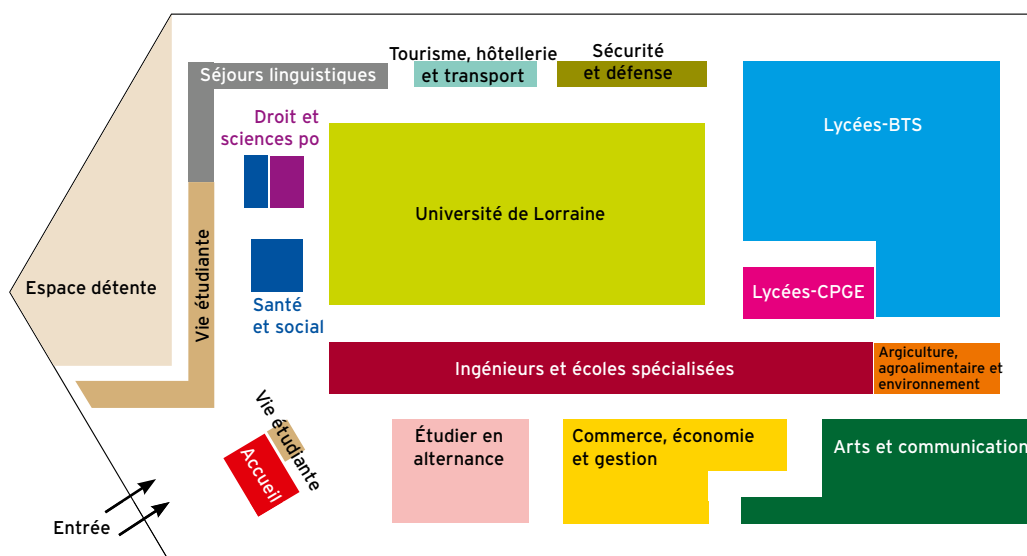 Tourisme, hôtellerie
et transport
Sécurité
et défense
Séjours linguistiques
Droit et
sciences po
Lycées-BTS
Université de Lorraine
Espace détente
Vie étudiante
Santé
et social
Lycées-CPGE
Ingénieurs et écoles spécialisées
Argiculture,
agroalimentaire et
environnement
Vie étudiante
Accueil
Étudier en
alternance
Commerce, économie
et gestion
Arts et communication
Entrée